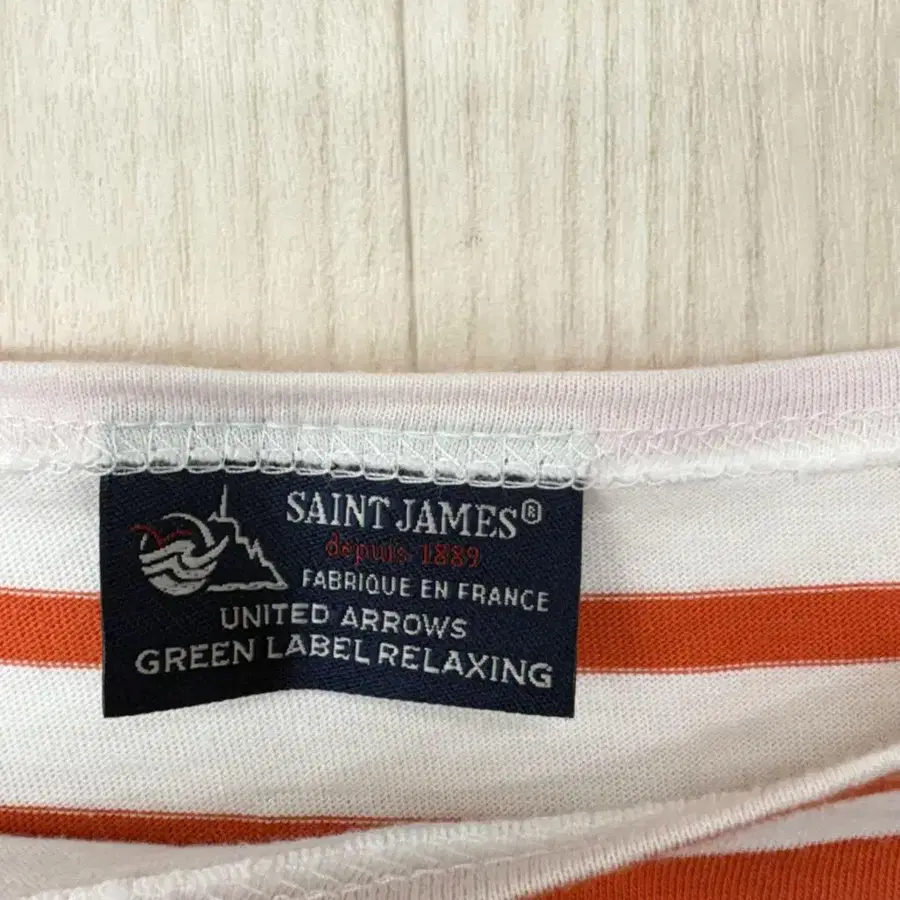 SAINT JAMES®
depuis 1889
FABRIQUE EN FRANCE
UNITED ARROWS
GREEN LABEL RELAXING